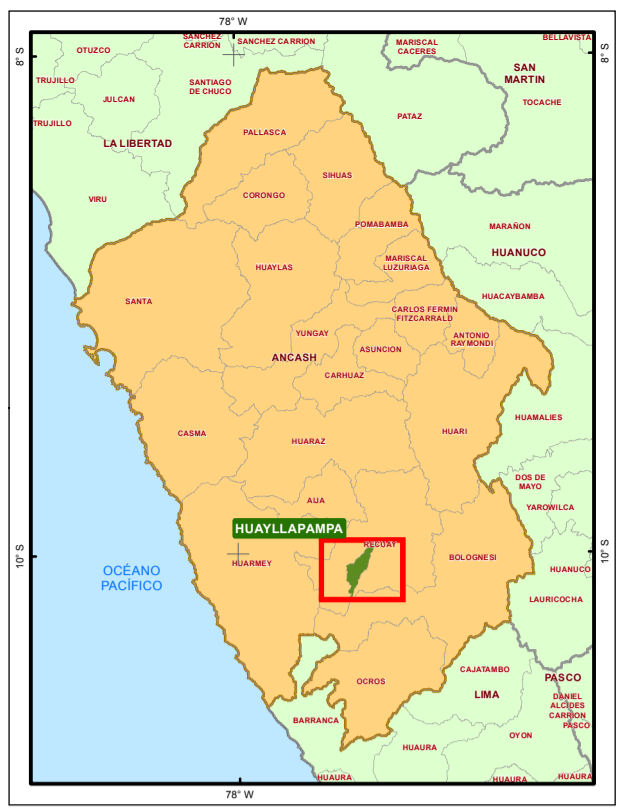 78° W
SANCHEZ
CARRION
SANCHEZ CARRION
MARISCAL
CACERES
BELLAVISTA
8° S
8° S
OTUZCO
SAN
MARTIN
TRUJILLO
SANTIAGO
DE CHUCO
JULCAN
TOCACHE
PATAZ
TRUJILLO
PALLASCA
LA LIBERTAD
SIHUAS
CORONGO
VIRU
POMABAMBA
MARAÑON
HUANUCO
MARISCAL
LUZURIAGA
HUAYLAS
SANTA
HUACAYBAMBA
CARLOS FERMIN
FITZCARRALD
YUNGAY
ANTONIO
RAYMONDI
ASUNCION
ANCASH
CARHUAZ
HUAMALIES
CASMA
HUARI
HUARAZ
DOS DE
MAYO
AIJA
YAROWILCA
HUAYLLAPAMPA
RECUAY
10° S
10° S
HUARMEY
BOLOGNESI
OCÉANO
PACÍFICO
HUANUCO
LAURICOCHA
CAJATAMBO
PASCO
OCROS
LIMA
DANIEL
ALCIDES
CARRION
PASCO
BARRANCA
OYON
HUAURA
HUAURA
HUAURA
HUAURA
78° W